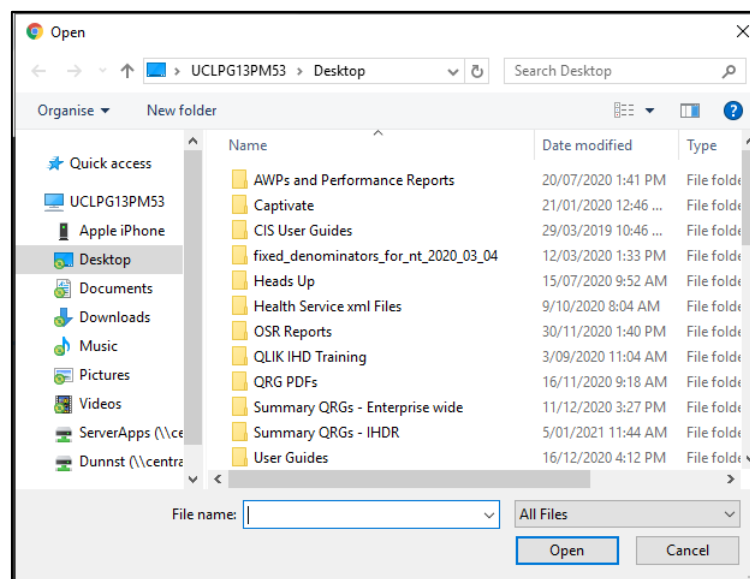 Open
UCLPG13PM53 > Desktop
Search Desktop
Organise
New folder
Name
Date modified
Type
Quick access
UCLPG13PM53
Apple iPhone
Desktop
Documents
Downloads
Music
Pictures
Videos
ServerApps (\\ce
Dunnst (\\centra
AWPs and Performance Reports 20/07/2020 1:41 PM File folde
Captivate 21/01/2020 12:46 ... File folde
CIS User Guides 29/03/2019 10:46 ... File folde
fixed_denominators_for_nt_2020_03_04 12/03/2020 1:33 PM File folde
Heads Up 15/07/2020 9:52 AM File folde
Health Service xml Files 9/10/2020 8:04 AM File folde
OSR Reports 30/11/2020 1:40 PM File folde
QLIK IHD Training 3/09/2020 11:04 AM File folde
QRG PDFs 16/11/2020 9:18 AM File folde
Summary QRGs - Enterprise wide 11/12/2020 3:27 PM File folde
Summary QRGs - IHDR 5/01/2021 11:44 AM File folde
User Guides 16/12/2020 4:12 PM File folde
File name:
All Files
Open
Cancel